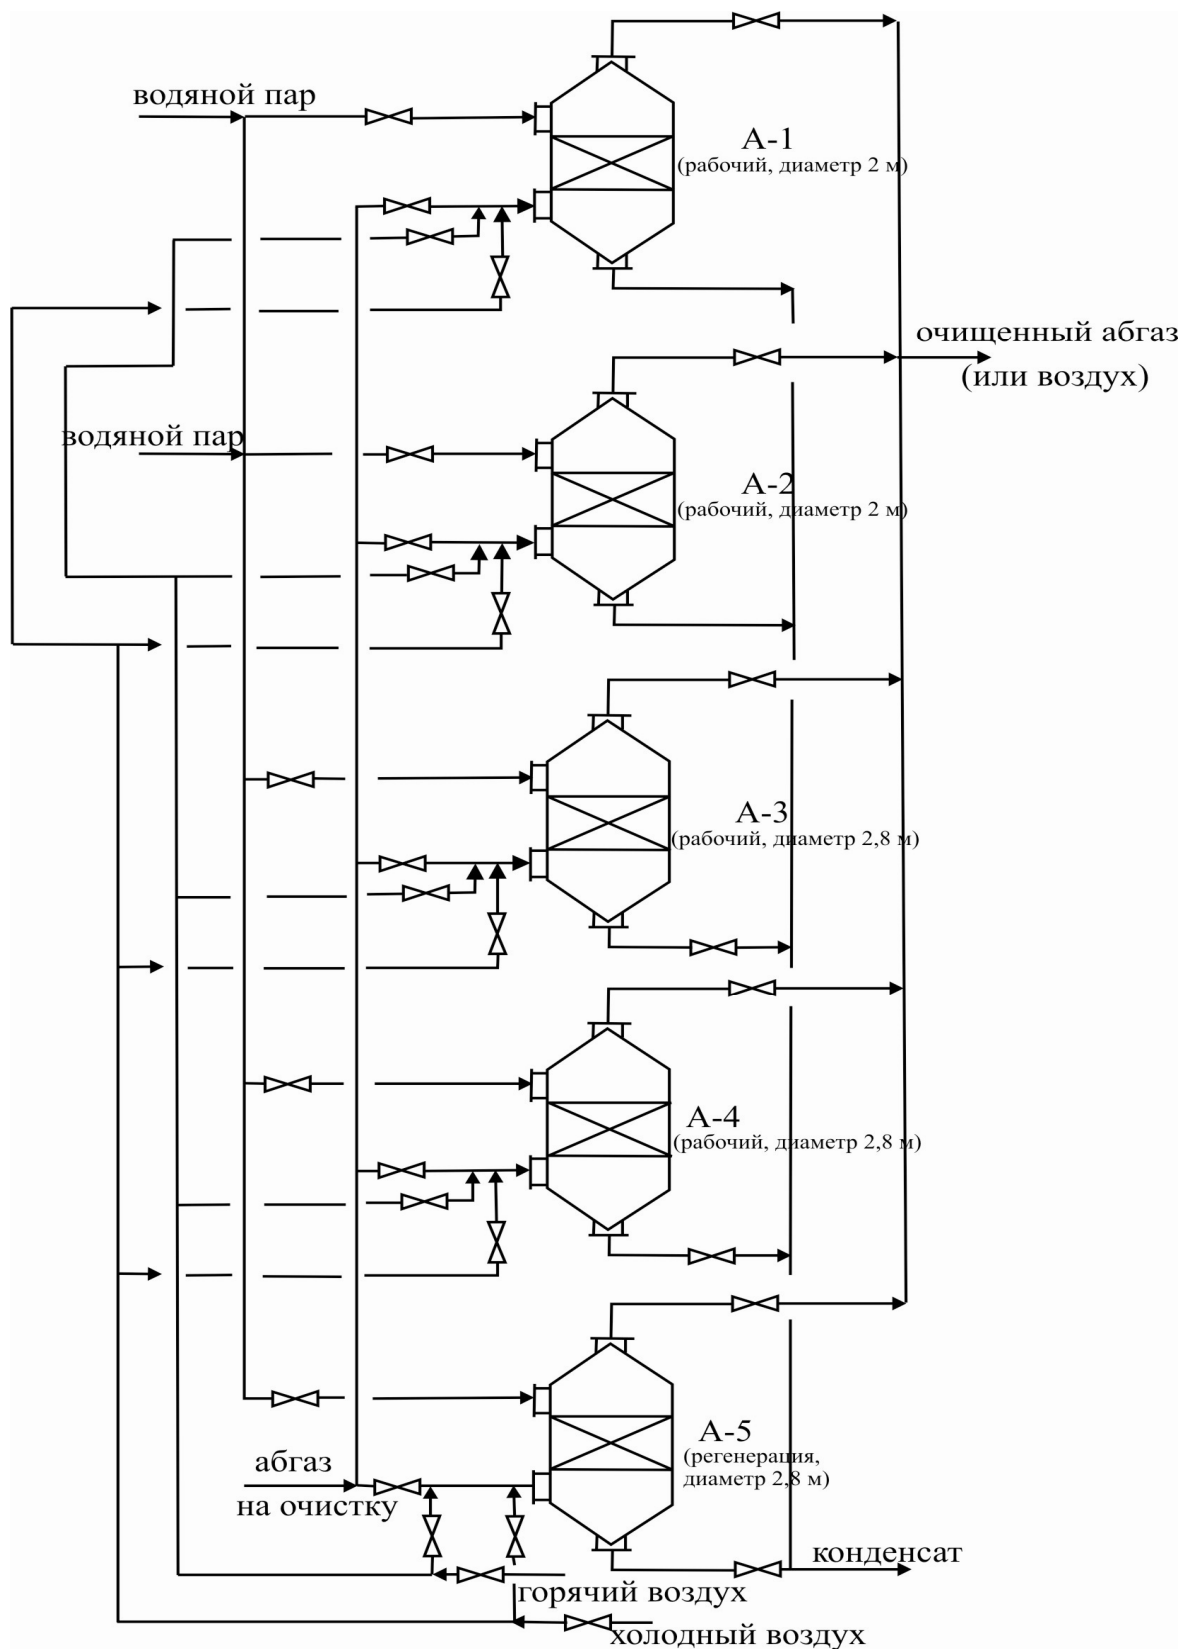 водяной пар
А-1
(рабочий, диаметр 2 м)
очищенный абгаз
(или воздух)
водяной пар
А-2
(рабочий, диаметр 2 м)
А-3
(рабочий, диаметр 2,8 м)
А-4
(рабочий, диаметр 2,8 м)
А-5
(регенерация,
диаметр 2,8 м)
абгаз
на очистку
конденсат
горячий воздух
холодный воздух